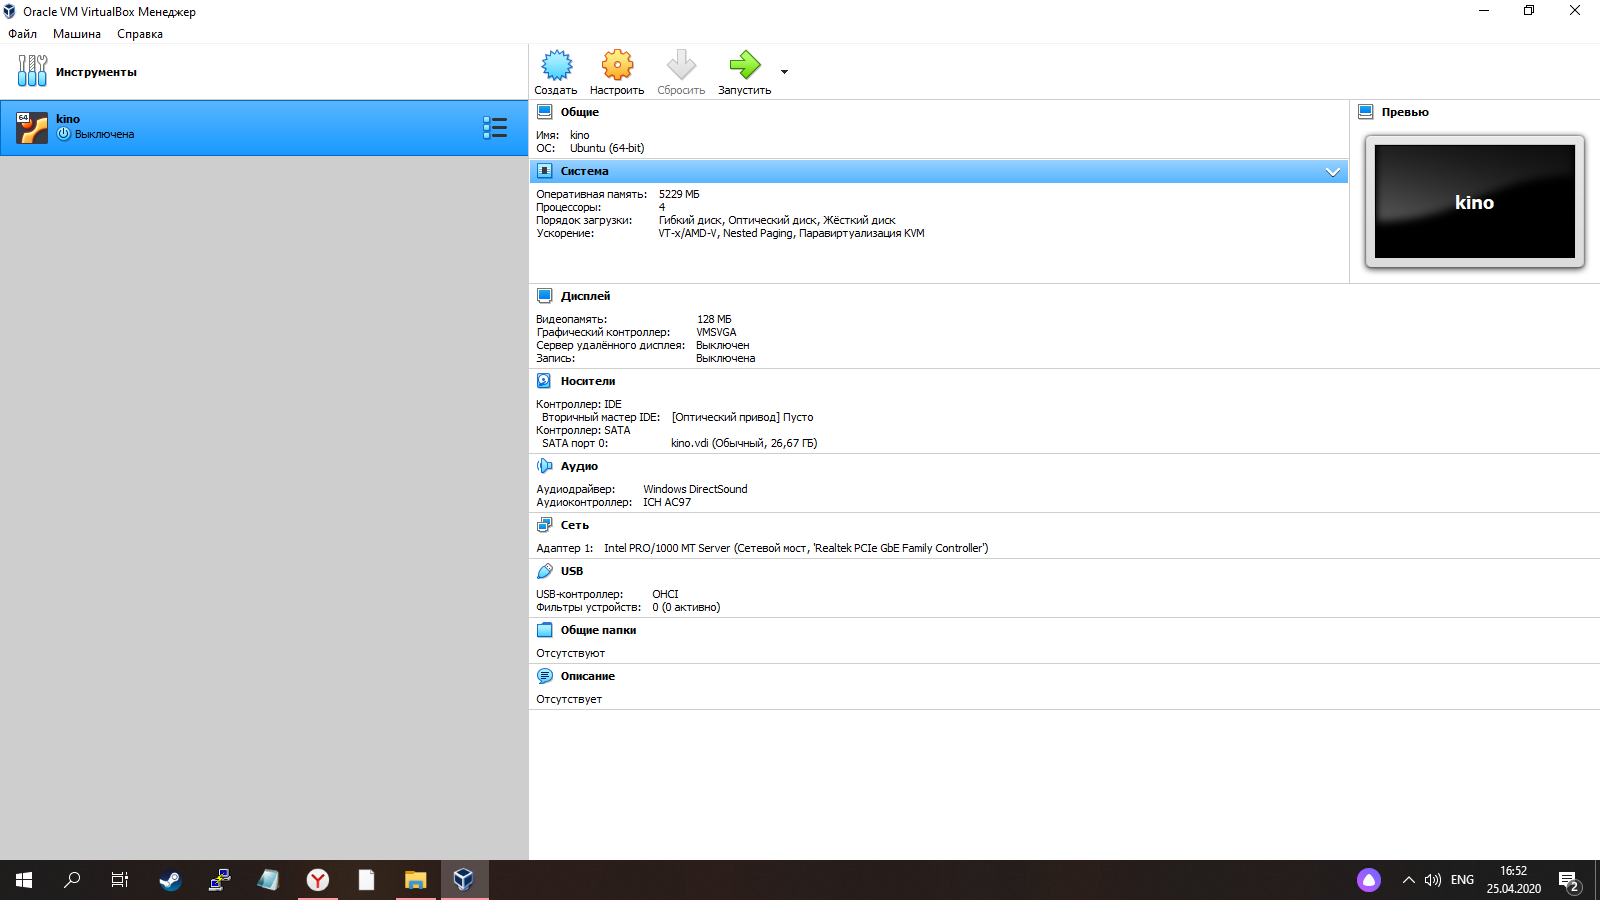 Oracle VM VirtualBox Менеджер
Файл Машина Справка
Инструменты
Создать Настроить Сбросить Запустить
64
kino
Выключена
Общие
Имя: kino
ОС: Ubuntu (64-bit)
Превью
kino
Система
Оперативная память: 5229 МБ
Процессоры: 4
Порядок загрузки: Гибкий диск, Оптический диск, Жёсткий диск
Ускорение: VT-x/AMD-V, Nested Paging, Паравиртуализация KVM
Дисплей
Видеопамять: 128 МБ
Графический контроллер: VMSVGA
Сервер удалённого дисплея: Выключен
Запись: Выключена
Носители
Контроллер: IDE
Вторичный мастер IDE: [Оптический привод] Пусто
Контроллер: SATA
SATA порт 0: kino.vdi (Обычный, 26,67 ГБ)
Аудио
Аудиодрайвер: Windows DirectSound
Аудиоконтроллер: ICH AC97
Сеть
Адаптер 1: Intel PRO/1000 MT Server (Сетевой мост, 'Realtek PCIe GbE Family Controller')
USB
USB-контроллер: OHCI
Фильтры устройств: 0 (0 активно)
Общие папки
Отсутствуют
Описание
Отсутствует
ENG
16:52
25.04.2020
2